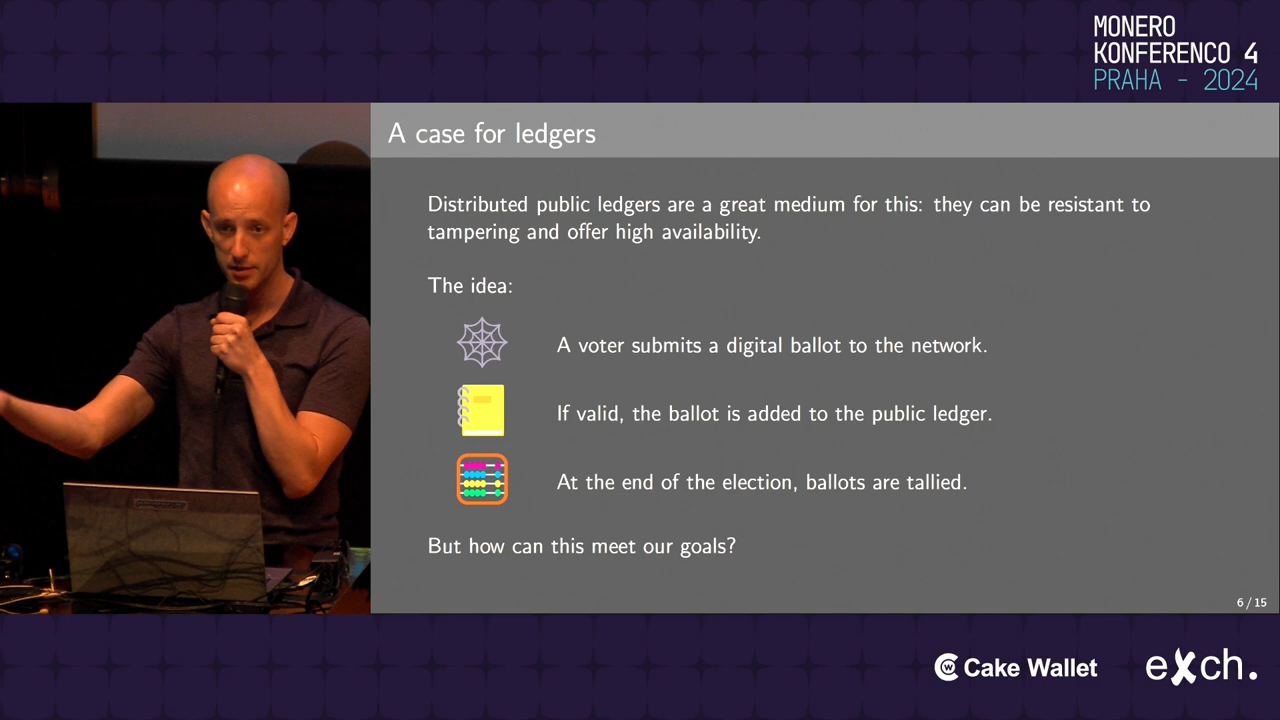 MONERO
KONFERENCO 4
PRAHA - 2024
A case for ledgers
Distributed public ledgers are a great medium for this: they can be resistant to
tampering and offer high availability.
The idea:
A voter submits a digital ballot to the network.
If valid, the ballot is added to the public ledger.
At the end of the election, ballots are tallied.
But how can this meet our goals?
6 / 15
Cake Wallet
exch.